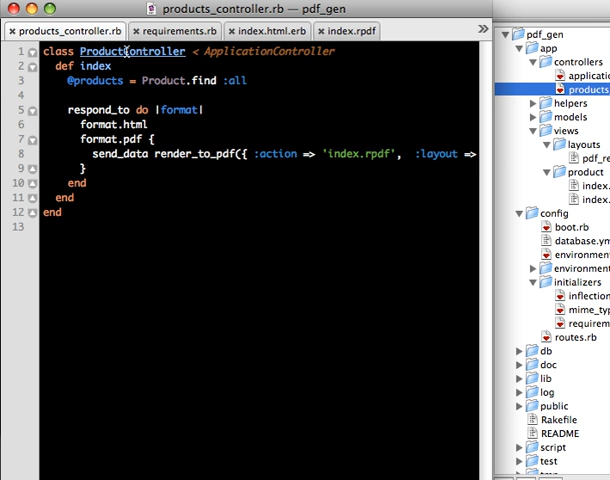 products_controller.rb — pdf_gen
products_controller.rb
requirements.rb
index.html.erb
index.rpdf
1 class ProductController < ApplicationController
2 def index
3 @products = Product.find :all
4
5 respond_to do |format|
6 format.html
7 format.pdf {
8 send_data render_to_pdf({ :action => 'index.rpdf', :layout =>
9 }
10 end
11 end
12 end
13
pdf_gen
app
controllers
applicatio
products
helpers
models
views
layouts
pdf_re
product
index.
index.
config
boot.rb
database.ym
environmen
environmen
initializers
inflection
mime_typ
requirem
routes.rb
db
doc
lib
log
public
Rakefile
README
script
test
tmp